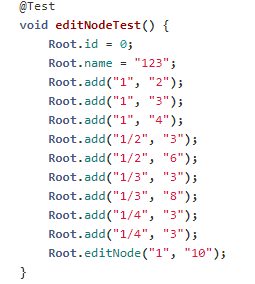 @Test
void editNodeTest() {
    Root.id = 0;
    Root.name = "123";
    Root.add("1", "2");
    Root.add("1", "3");
    Root.add("1", "4");
    Root.add("1/2", "3");
    Root.add("1/2", "6");
    Root.add("1/3", "3");
    Root.add("1/3", "8");
    Root.add("1/4", "3");
    Root.add("1/4", "3");
    Root.editNode("1", "10");
}